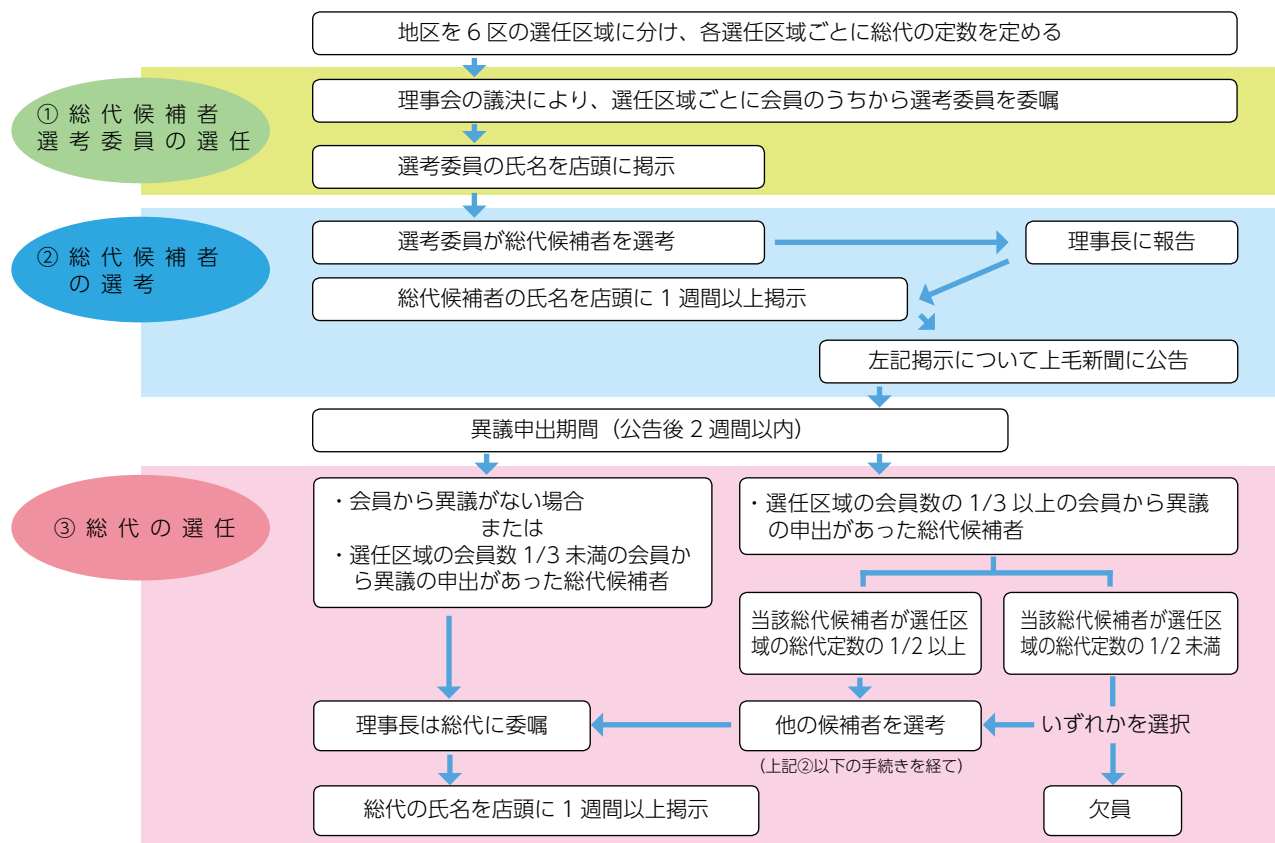 地区を6区の選任区域に分け、各選任区域ごとに総代の定数を定める
①総代候補者
選考委員の選任
理事会の議決により、選任区域ごとに会員のうちから選考委員を委嘱
選考委員の氏名を店頭に掲示
②総代候補者
の選考
選考委員が総代候補者を選考
理事長に報告
総代候補者の氏名を店頭に1週間以上掲示
左記掲示について上毛新聞に公告
異議申出期間（公告後2週間以内）
③総代の選任
・会員から異議がない場合
または
・選任区域の会員数1/3未満の会員か
ら異議の申出があった総代候補者
・選任区域の会員数の1/3以上の会員から異議
の申出があった総代候補者
当該総代候補者が選任区
域の総代定数の1/2以上
当該総代候補者が選任区
域の総代定数の1/2未満
理事長は総代に委嘱
他の候補者を選考
いずれかを選択
（上記②以下の手続きを経て）
総代の氏名を店頭に1週間以上掲示
欠員